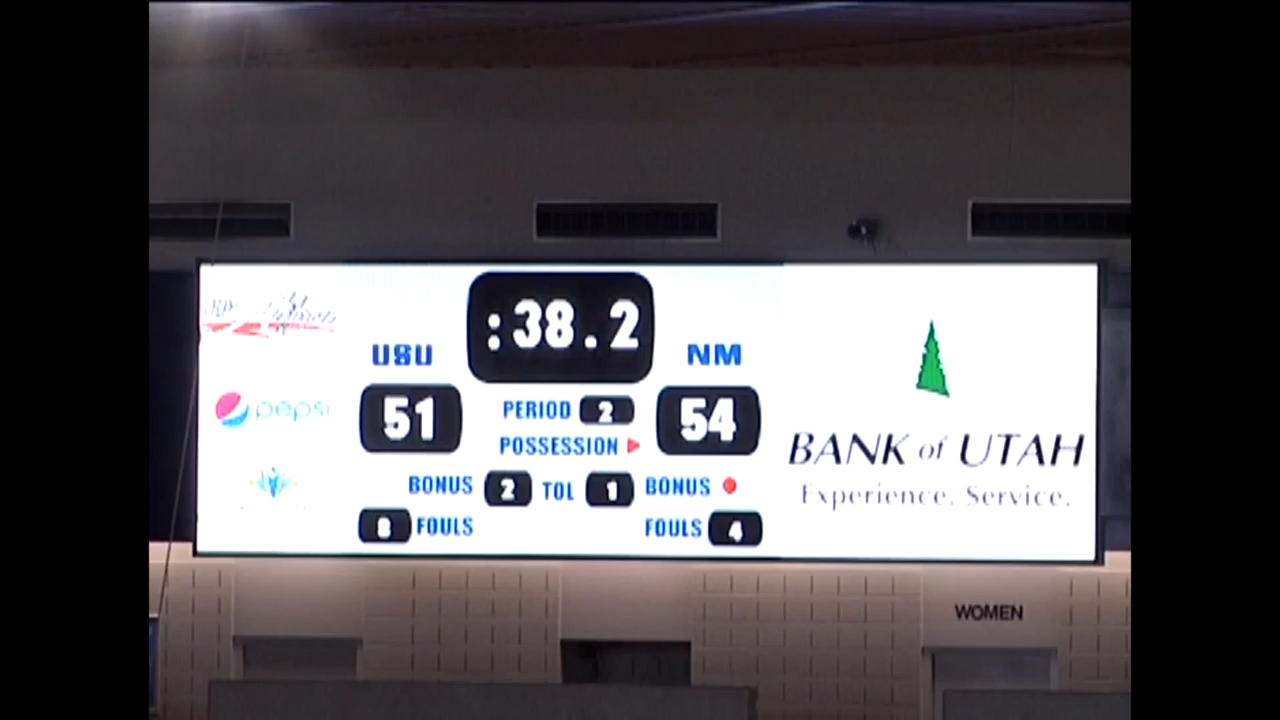 :38.2
USU
NM
51
54
PERIOD 2
POSSESSION
pepsi
BONUS 2 TOL 1 BONUS
8 FOULS
FOULS 4
BANK of UTAH
Experience. Service.
WOMEN